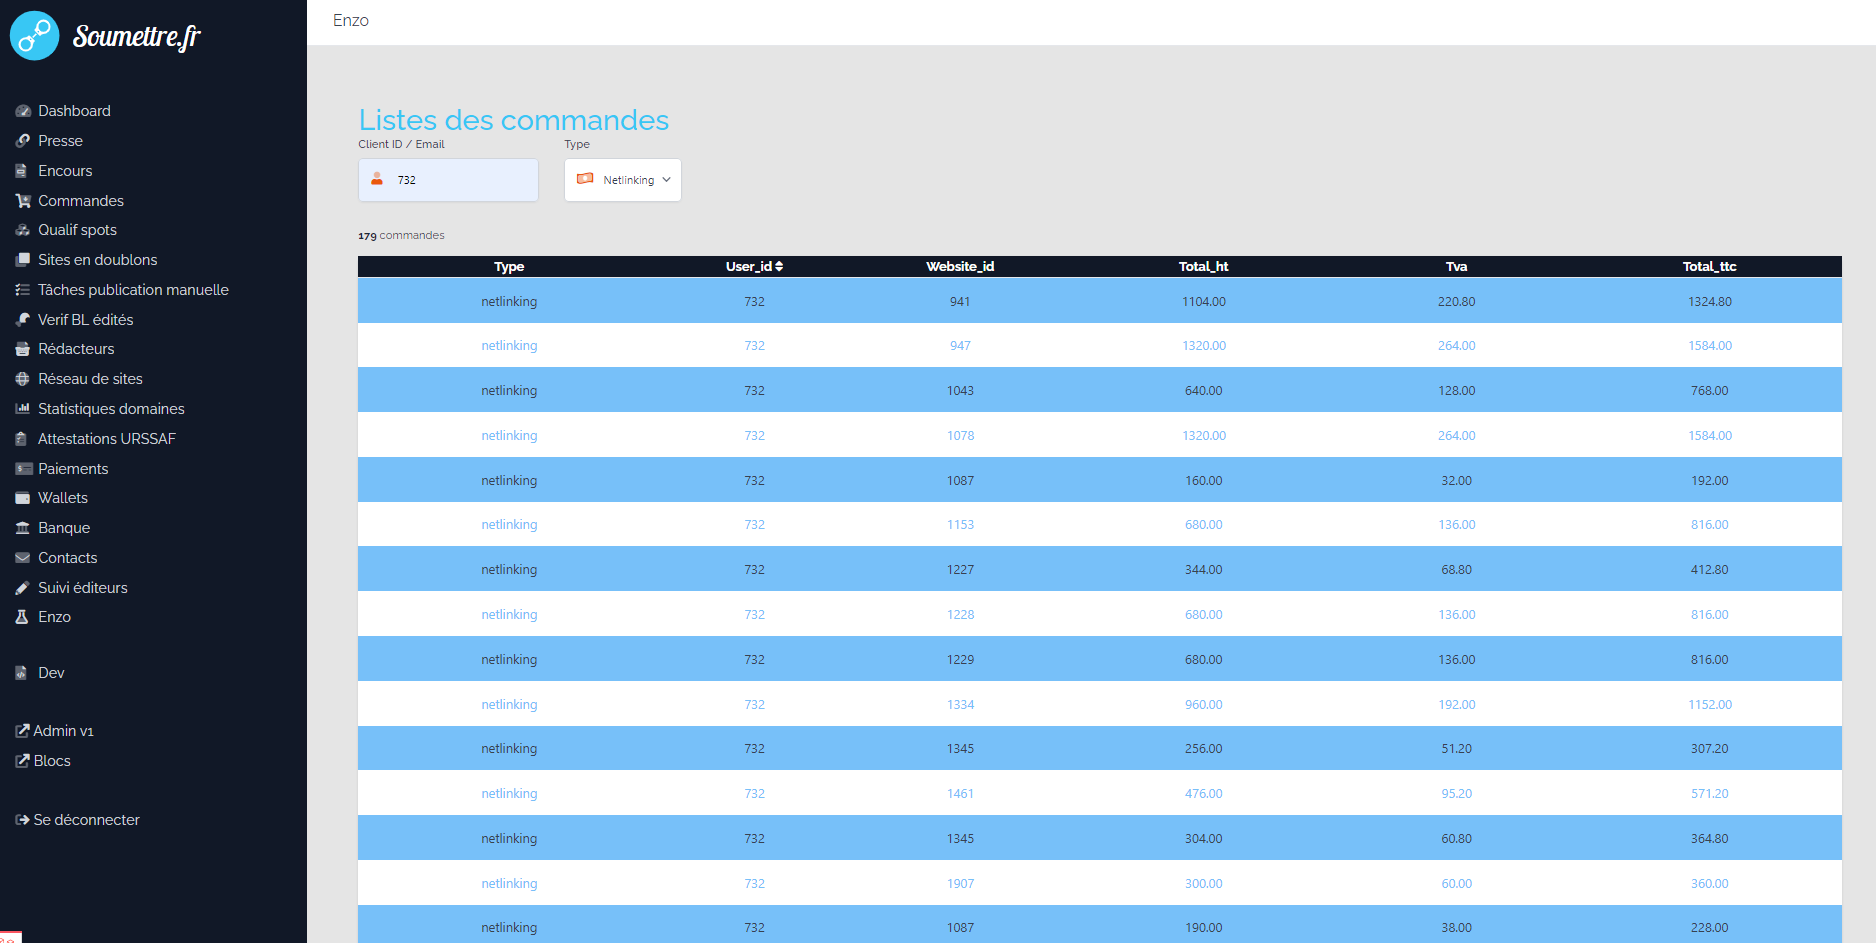 Soumettre.fr
Dashboard
Presse
Encours
Commandes
Qualif spots
Sites en doublons
Tâches publication manuelle
Verif BL édités
Rédacteurs
Réseau de sites
Statistiques domaines
Attestations URSSAF
Paiements
Wallets
Banque
Contacts
Suivi éditeurs
Enzo
Dev
Admin v1
Blocs
Se déconnecter
Enzo
Listes des commandes
Client ID / Email Type
732 Netlinking
179 commandes
Type User_id Website_id Total_ht Tva Total_ttc
netlinking 732 941 1104.00 220.80 1324.80
netlinking 732 947 1320.00 264.00 1584.00
netlinking 732 1043 640.00 128.00 768.00
netlinking 732 1078 1320.00 264.00 1584.00
netlinking 732 1087 160.00 32.00 192.00
netlinking 732 1153 680.00 136.00 816.00
netlinking 732 1227 344.00 68.80 412.80
netlinking 732 1228 680.00 136.00 816.00
netlinking 732 1229 680.00 136.00 816.00
netlinking 732 1334 960.00 192.00 1152.00
netlinking 732 1345 256.00 51.20 307.20
netlinking 732 1461 476.00 95.20 571.20
netlinking 732 1345 304.00 60.80 364.80
netlinking 732 1907 300.00 60.00 360.00
netlinking 732 1087 190.00 38.00 228.00